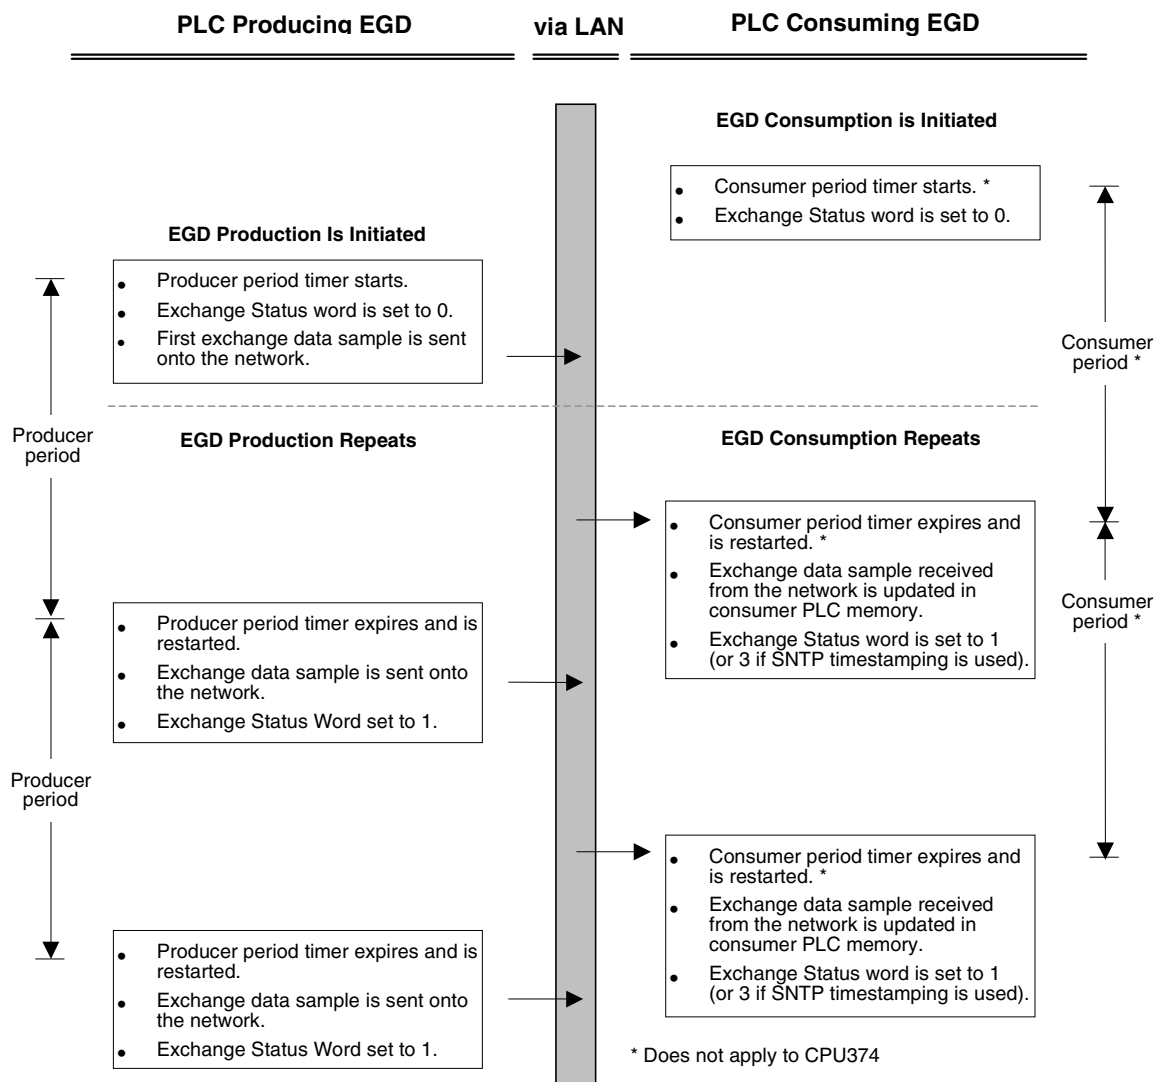 PLC Producing EGD
via LAN
PLC Consuming EGD
EGD Consumption is Initiated
• Consumer period timer starts. *
• Exchange Status word is set to 0.
EGD Production Is Initiated
• Producer period timer starts.
• Exchange Status word is set to 0.
• First exchange data sample is sent
onto the network.
Consumer
period *
Producer
period
EGD Production Repeats
EGD Consumption Repeats
• Consumer period timer expires and
is restarted. *
• Exchange data sample received
from the network is updated in
consumer PLC memory.
• Exchange Status word is set to 1
(or 3 if SNTP timestamping is used).
Consumer
period *
• Producer period timer expires and is
restarted.
• Exchange data sample is sent onto
the network.
• Exchange Status Word set to 1.
Producer
period
• Consumer period timer expires and
is restarted. *
• Exchange data sample received
from the network is updated in
consumer PLC memory.
• Exchange Status word is set to 1
(or 3 if SNTP timestamping is used).
• Producer period timer expires and is
restarted.
• Exchange data sample is sent onto
the network.
• Exchange Status Word set to 1.
* Does not apply to CPU374